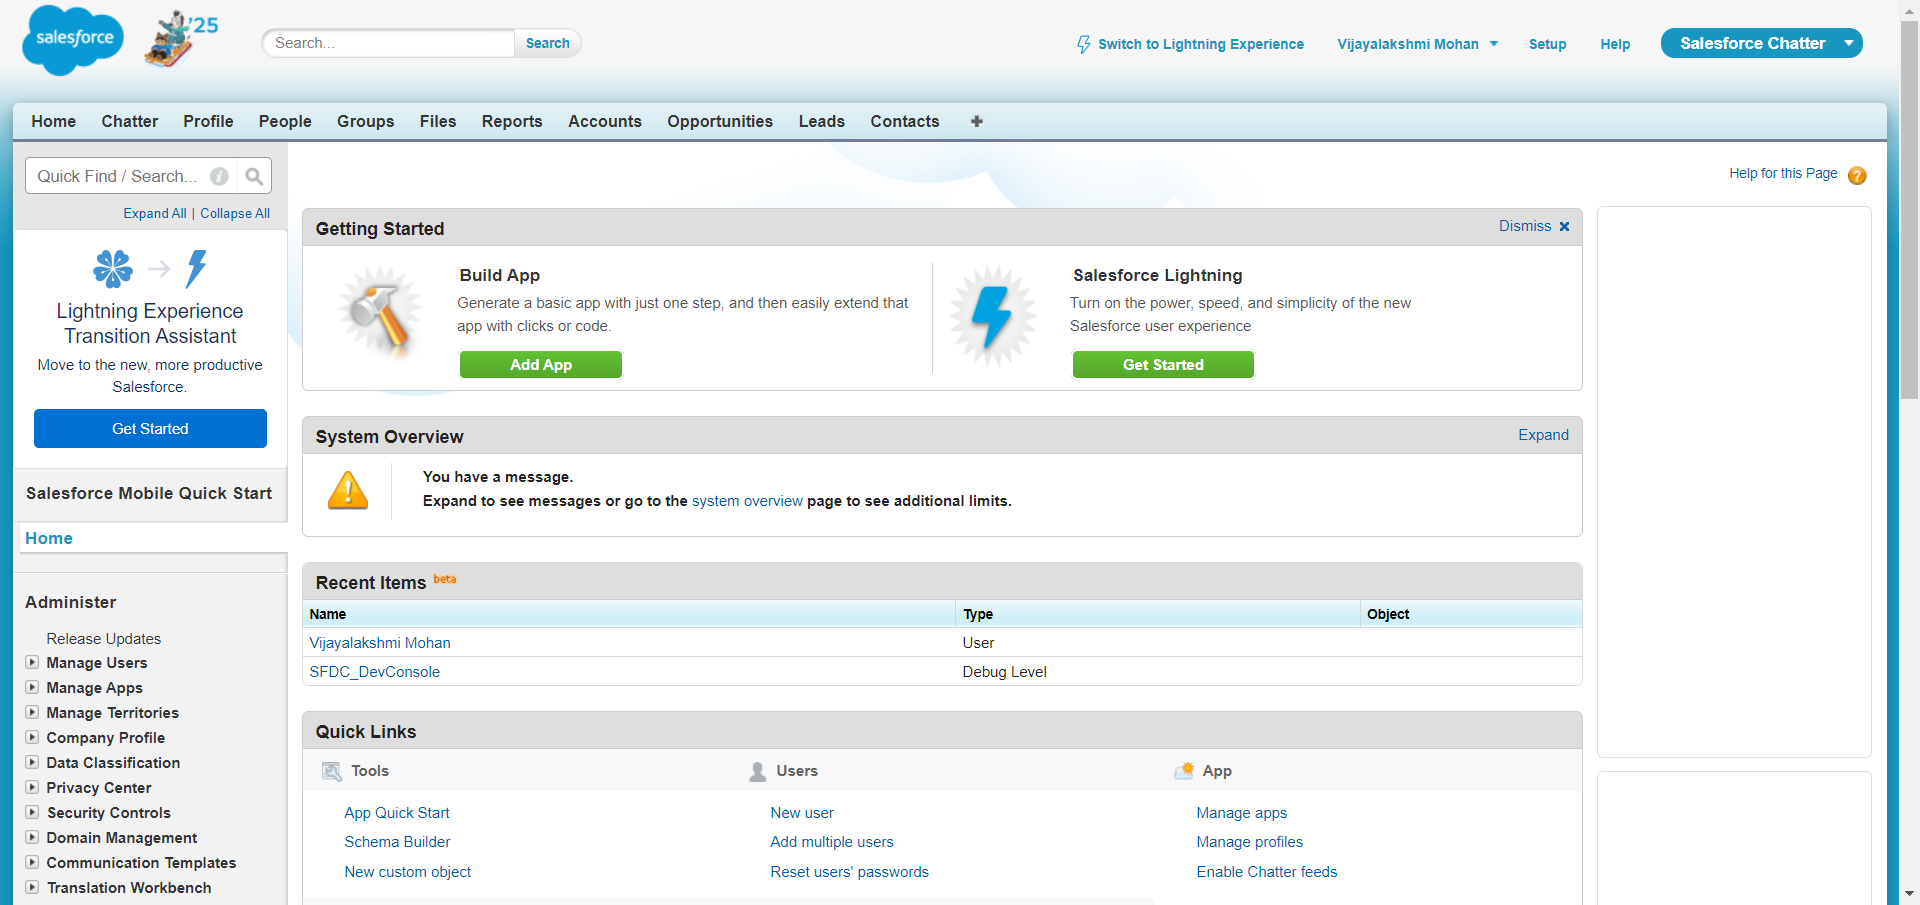 salesforce
'25
Search...
Search
Switch to Lightning Experience
Vijayalakshmi Mohan
Setup
Help
Salesforce Chatter
Home
Chatter
Profile
People
Groups
Files
Reports
Accounts
Opportunities
Leads
Contacts
Quick Find / Search...
Expand All | Collapse All
Lightning Experience
Transition Assistant
Move to the new, more productive
Salesforce.
Get Started
Salesforce Mobile Quick Start
Home
Administer
Release Updates
Manage Users
Manage Apps
Manage Territories
Company Profile
Data Classification
Privacy Center
Security Controls
Domain Management
Communication Templates
Translation Workbench
Help for this Page
Getting Started
Dismiss
Build App
Generate a basic app with just one step, and then easily extend that
app with clicks or code.
Add App
Salesforce Lightning
Turn on the power, speed, and simplicity of the new
Salesforce user experience
Get Started
System Overview
Expand
You have a message.
Expand to see messages or go to the system overview page to see additional limits.
Recent Items beta
Name Type Object
Vijayalakshmi Mohan User
SFDC_DevConsole Debug Level
Quick Links
Tools
App Quick Start
Schema Builder
New custom object
Users
New user
Add multiple users
Reset users' passwords
App
Manage apps
Manage profiles
Enable Chatter feeds